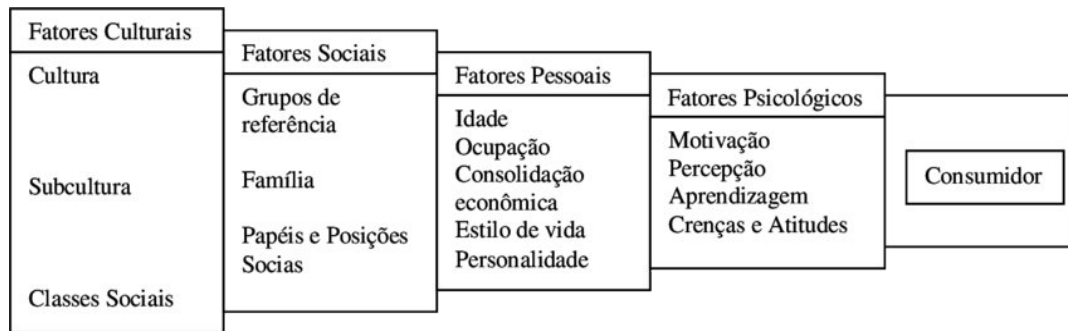 Fatores Culturais
Cultura
Subcultura
Classes Sociais
Fatores Sociais
Grupos de
referência
Família
Papéis e Posições
Socias
Fatores Pessoais
Idade
Ocupação
Consolidação
econômica
Estilo de vida
Personalidade
Fatores Psicológicos
Motivação
Percepção
Aprendizagem
Crenças e Atitudes
Consumidor